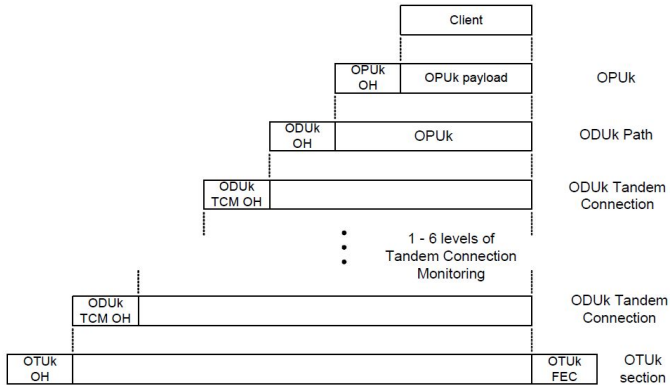 Client
OPUk
OH
OPUk payload
OPUk
ODUk
OH
OPUk
ODUk Path
ODUk
TCM OH
ODUk Tandem
Connection
1 - 6 levels of
Tandem Connection
Monitoring
ODUk
TCM OH
ODUk Tandem
Connection
OTUk
OH
OTUk
FEC
OTUk
section